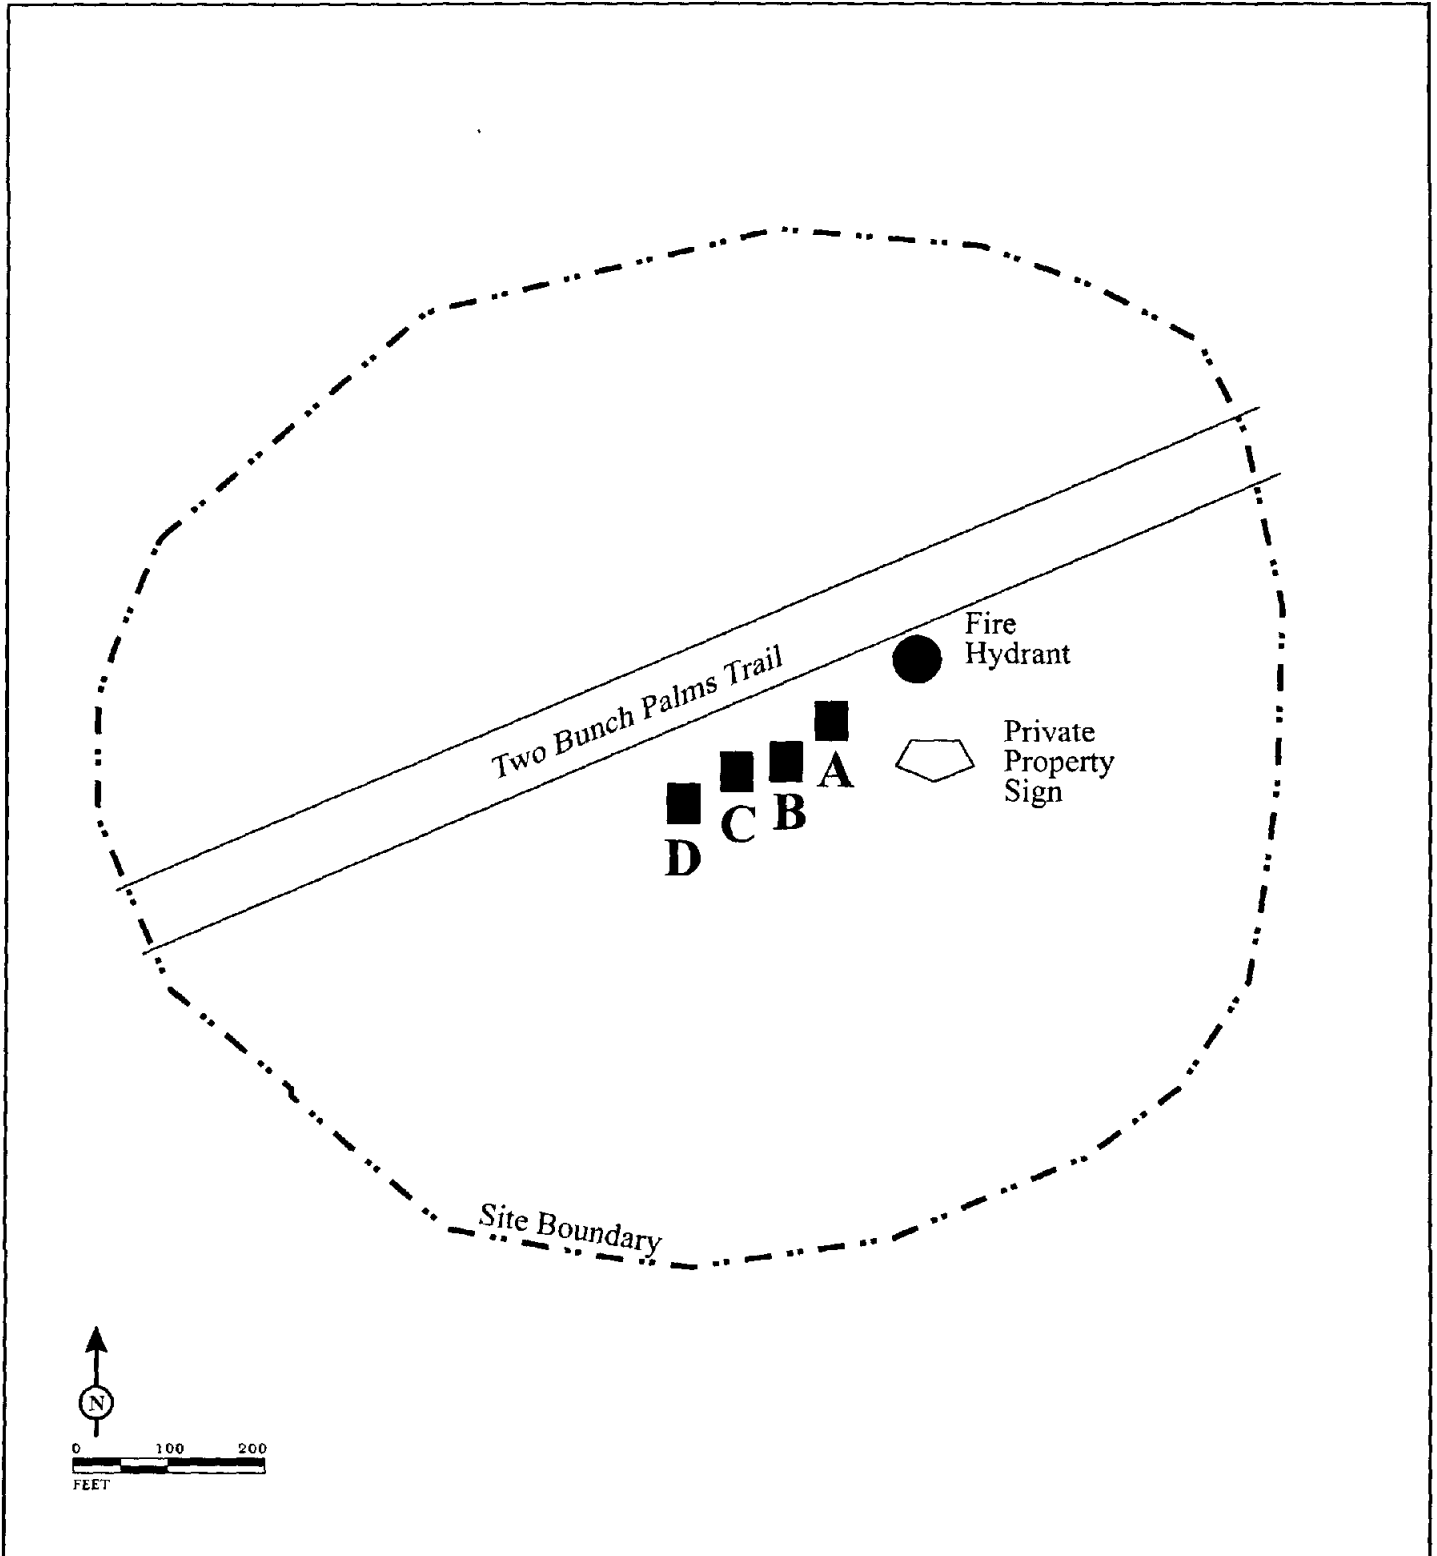 Fire
Hydrant
Two Bunch Palms Trail
Private
Property
Sign
A
B
C
D
Site Boundary
N
0 100 200
FEET